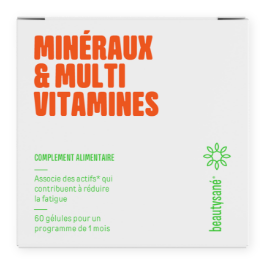 MINÉRAUX
& MULTI
VITAMINES
COMPLEMENT ALIMENTAIRE
Associe des actifs* qui
contribuent à réduire
la fatigue
60 gélules pour un
programme de 1 mois
beautysané®